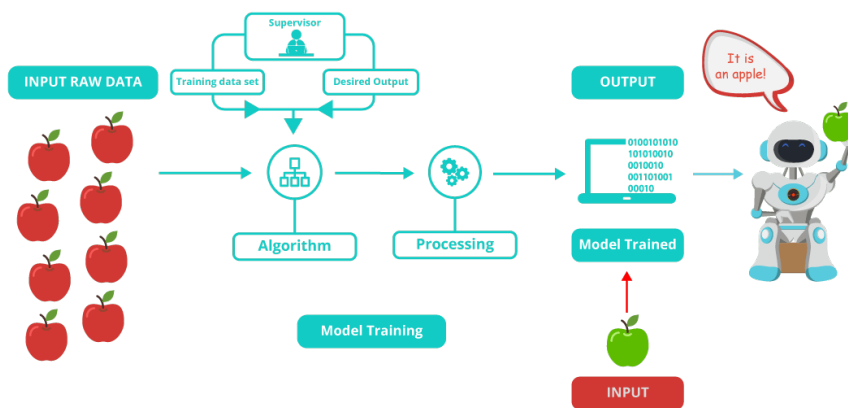 Supervisor
INPUT RAW DATA
Training data set
Desired Output
OUTPUT
It is
an apple!
0100101010
101010010
0010010
001101001
00010
Algorithm
Processing
Model Trained
Model Training
INPUT